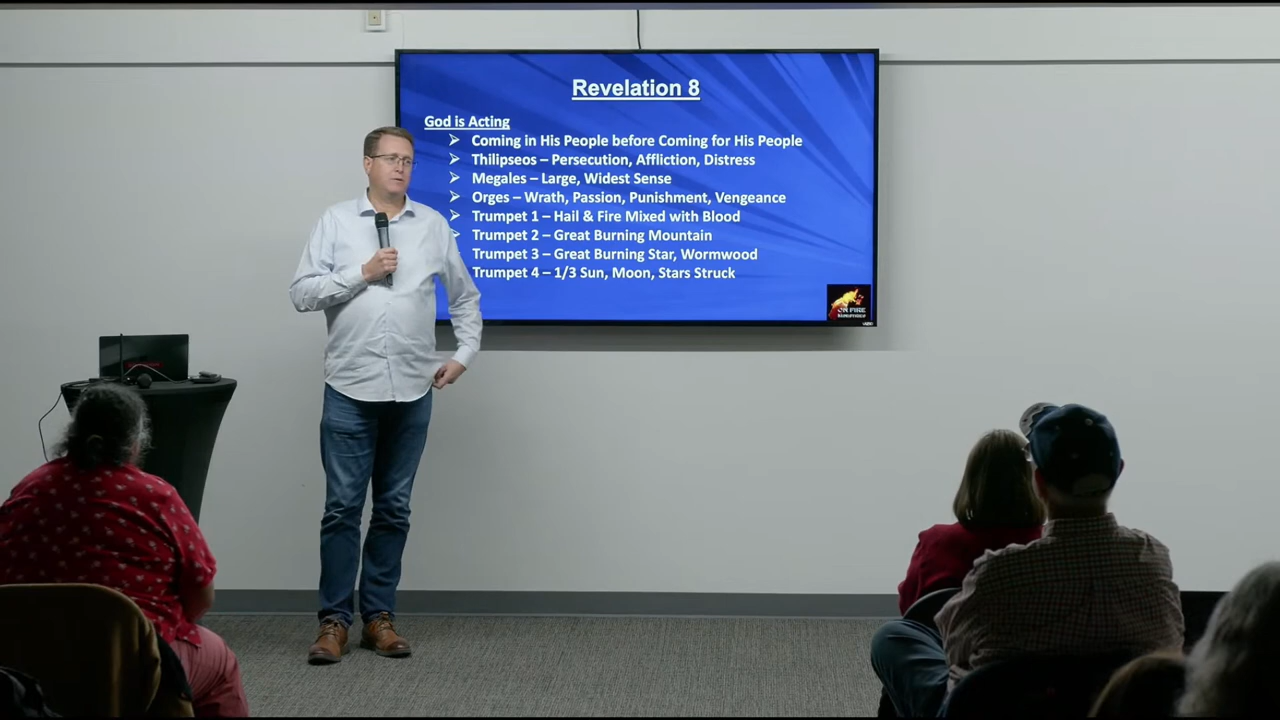 Revelation 8
God is Acting
Coming in His People before Coming for His People
Thilipseos – Persecution, Affliction, Distress
Megales – Large, Widest Sense
Orges – Wrath, Passion, Punishment, Vengeance
Trumpet 1 – Hail & Fire Mixed with Blood
Trumpet 2 – Great Burning Mountain
Trumpet 3 – Great Burning Star, Wormwood
Trumpet 4 – 1/3 Sun, Moon, Stars Struck
ON FIRE